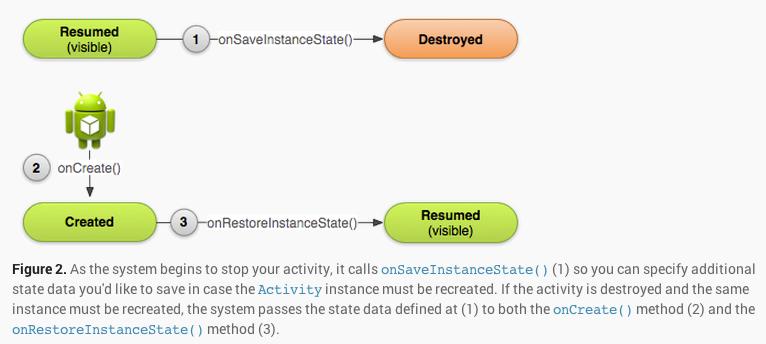 Resumed
(visible)
1
onSaveInstanceState()
Destroyed
2
onCreate()
Created
3
onRestoreInstanceState()
Resumed
(visible)
Figure 2. As the system begins to stop your activity, it calls onSaveInstanceState() (1) so you can specify additional
state data you'd like to save in case the Activity instance must be recreated. If the activity is destroyed and the same
instance must be recreated, the system passes the state data defined at (1) to both the onCreate() method (2) and the
onRestoreInstanceState() method (3).